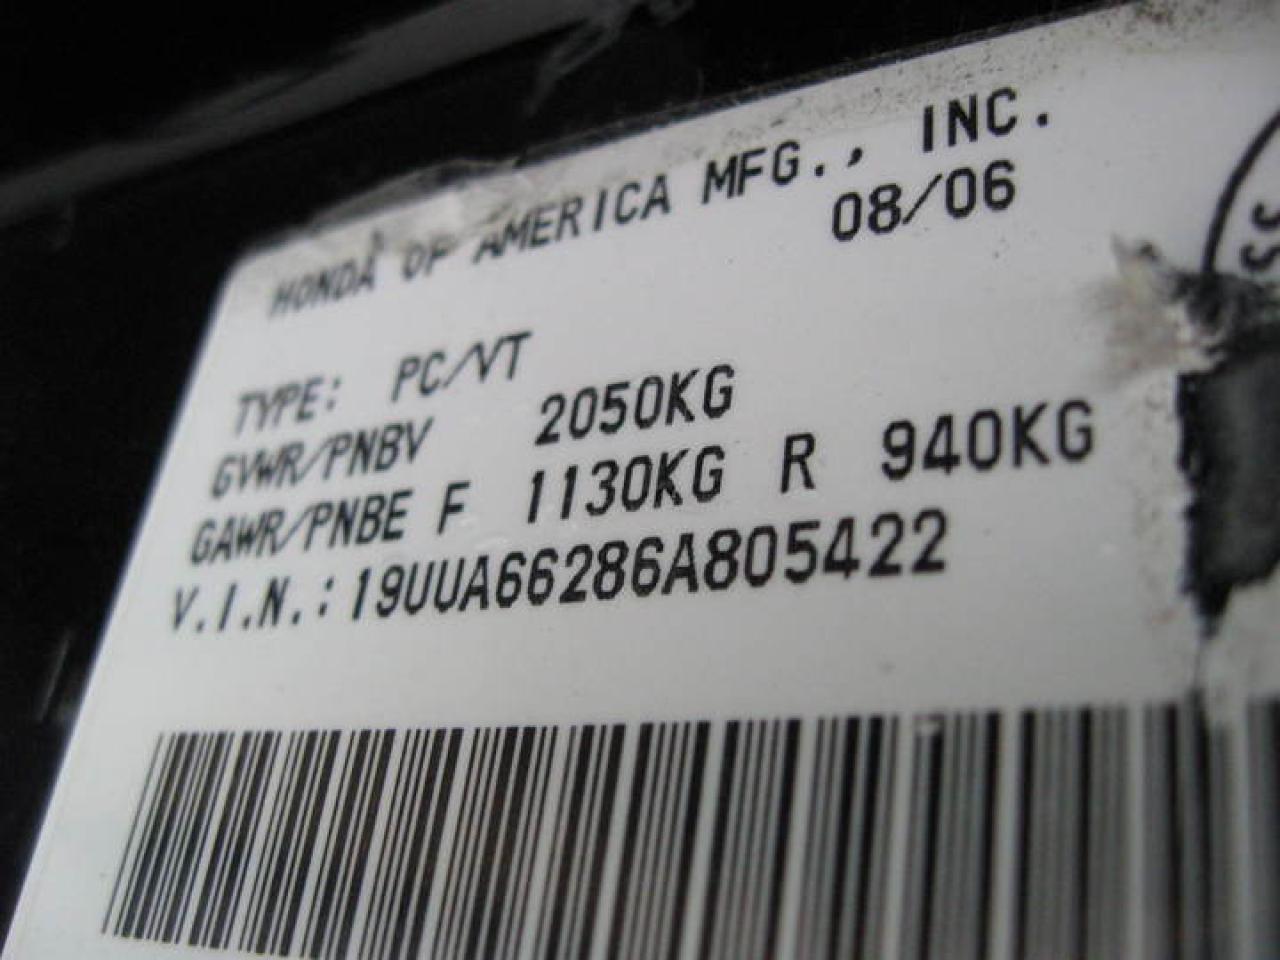 HONDA OF AMERICA MFG., INC.
08/06
TYPE: PC/VT
GVWR/PNBV 2050KG
GAWR/PNBE F 1130KG R 940KG
V.I.N.: 19UUA66286A805422